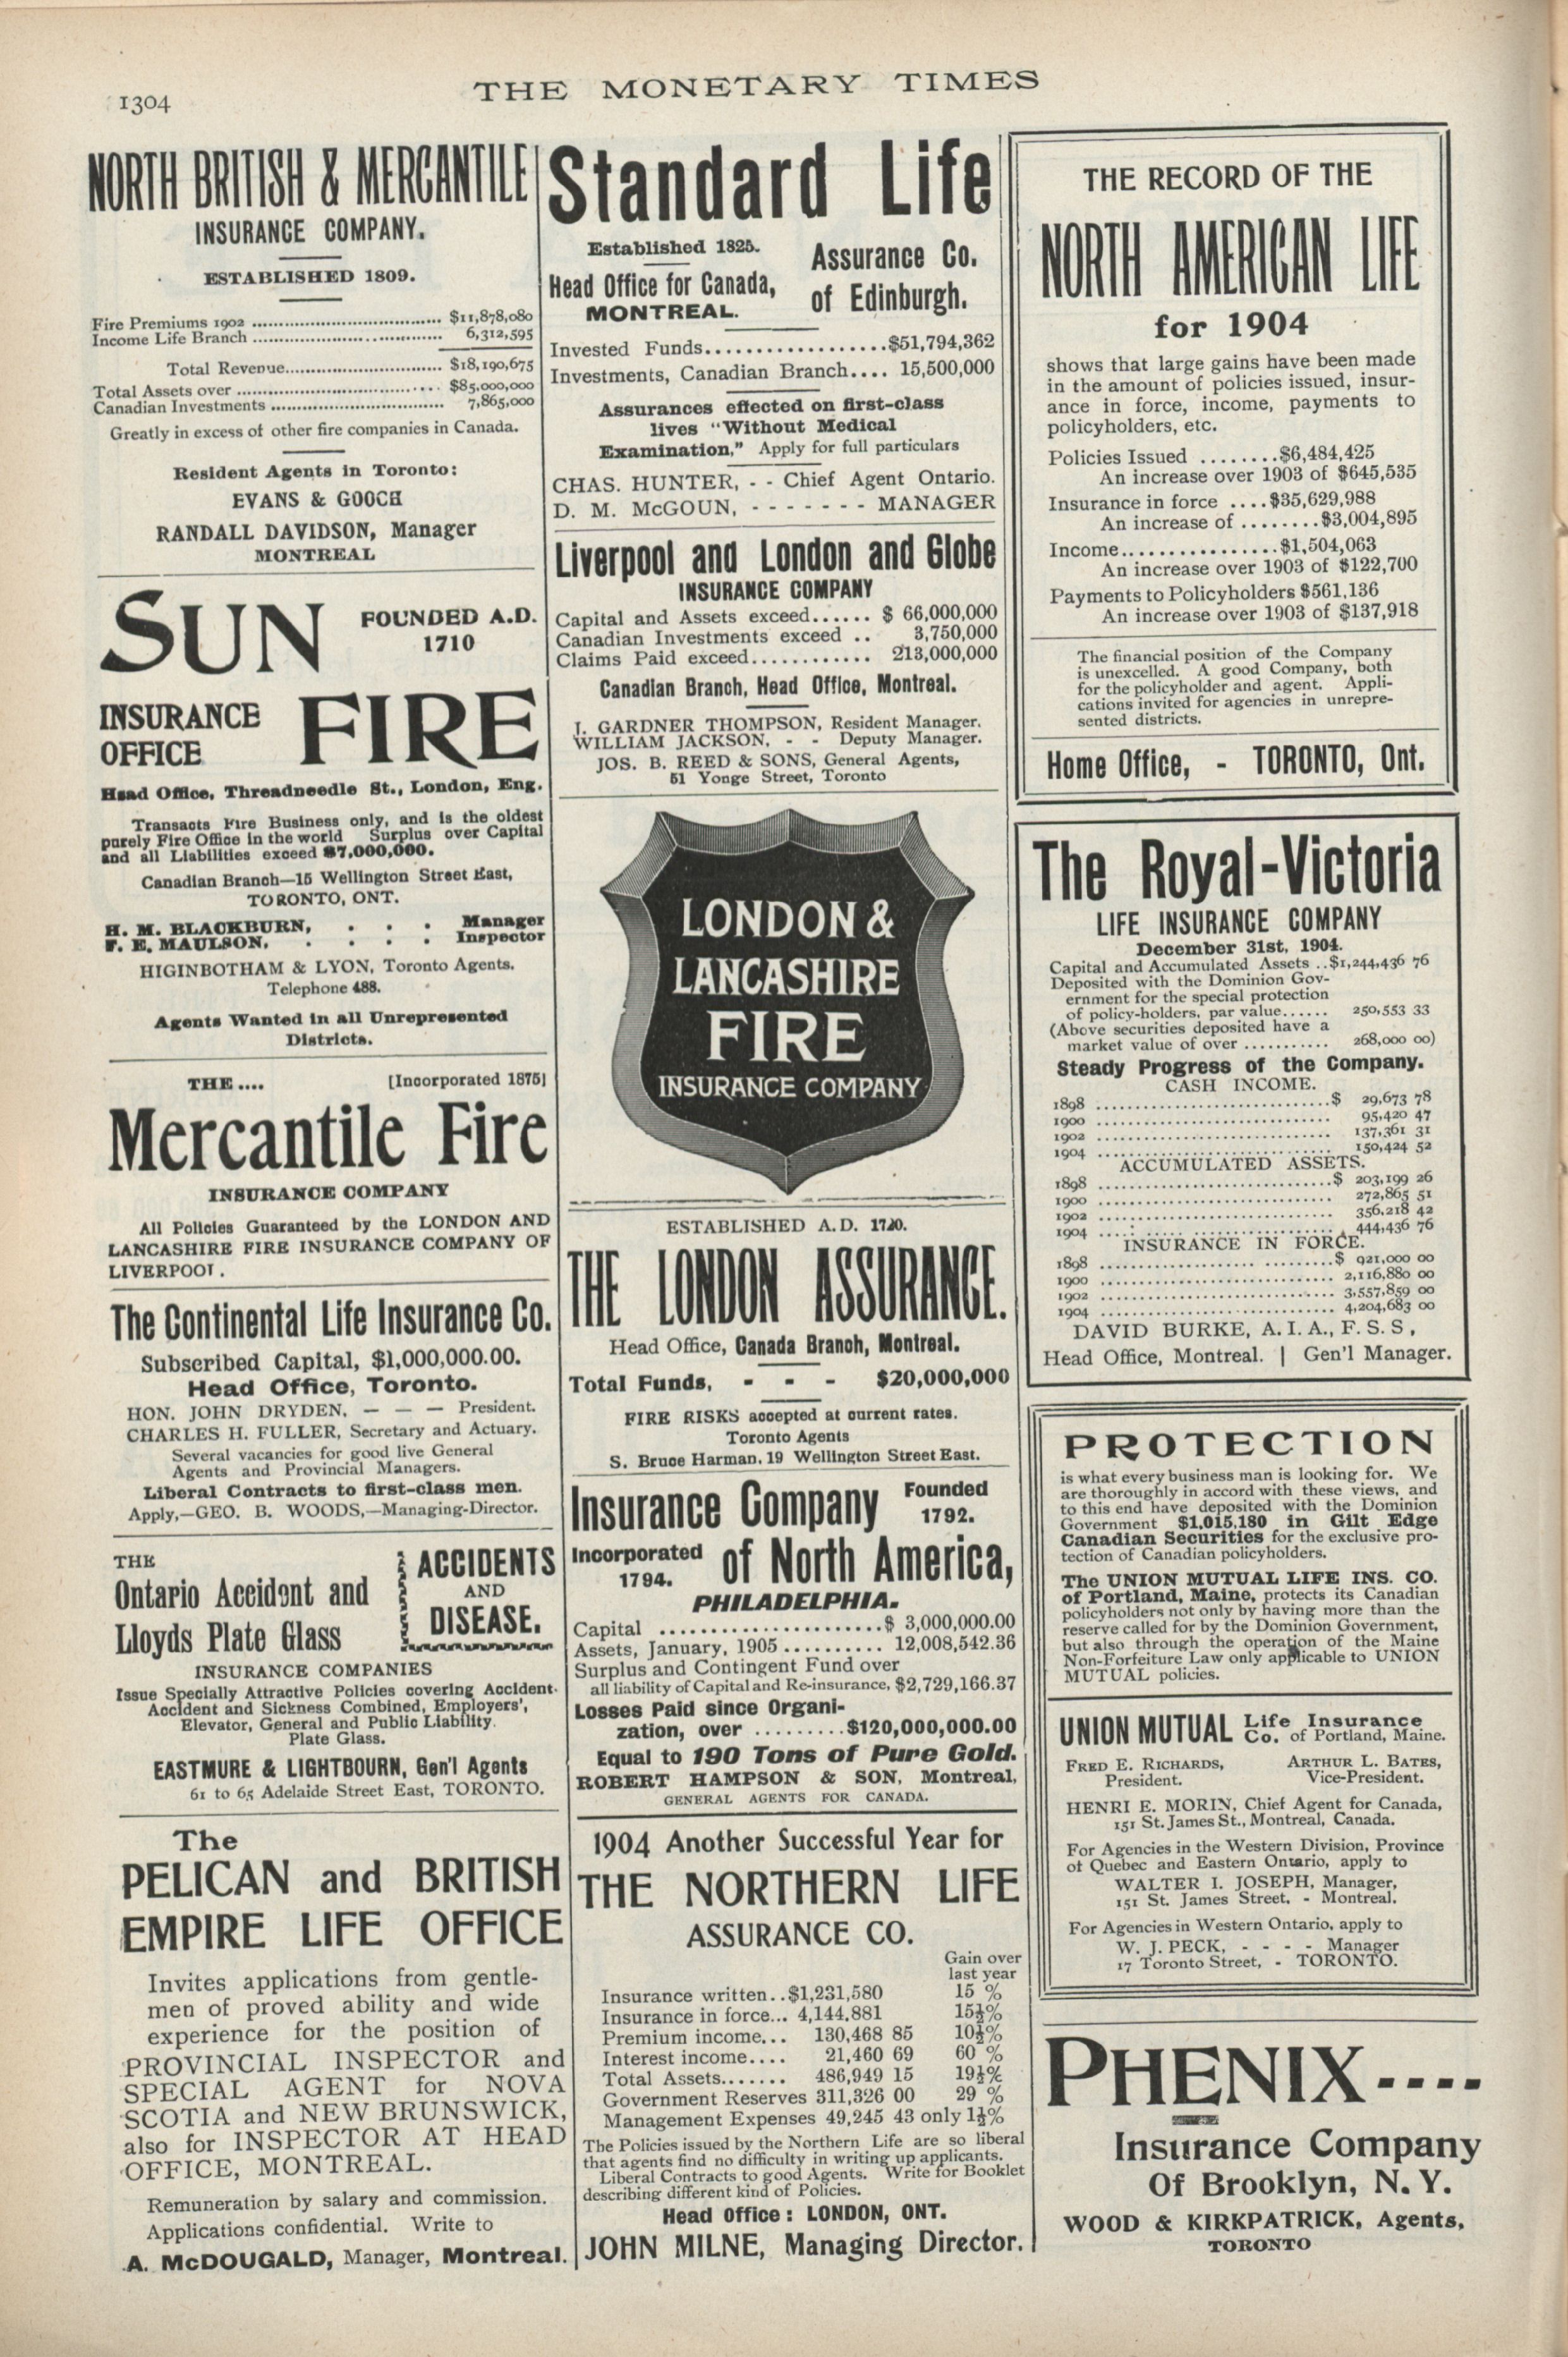 1304
THE MONETARY TIMES
NORTH BRITISH & MERCANTILE
INSURANCE COMPANY.
ESTABLISHED 1809.
Fire Premiums 1902 .................................. $11,878,080
Income Life Branch .................................. 6,312,595
Total Revenue............................ $18,190,675
Total Assets over .................................... $85,000,000
Canadian Investments ............................... 7,865,000
Greatly in excess of other fire companies in Canada.
Resident Agents in Toronto:
EVANS & GOOCH
RANDALL DAVIDSON, Manager
MONTREAL
SUN FOUNDED A.D.
1710
INSURANCE
OFFICE FIRE
Head Office, Threadneedle St., London, Eng.
Transacts Fire Business only, and is the oldest
purely Fire Office in the world Surplus over Capital
and all Liabilities exceed $7,000,000.
Canadian Branch—15 Wellington Street East,
TORONTO, ONT.
H. M. BLACKBURN, . . . Manager
F. E. MAULSON, . . . . Inspector
HIGINBOTHAM & LYON, Toronto Agents.
Telephone 488.
Agents Wanted in all Unrepresented
Districts.
THE .... [Incorporated 1875]
Mercantile Fire
INSURANCE COMPANY
All Policies Guaranteed by the LONDON AND
LANCASHIRE FIRE INSURANCE COMPANY OF
LIVERPOOL.
The Continental Life Insurance Co.
Subscribed Capital, $1,000,000.00.
Head Office, Toronto.
HON. JOHN DRYDEN, — — — President.
CHARLES H. FULLER, Secretary and Actuary.
Several vacancies for good live General
Agents and Provincial Managers.
Liberal Contracts to first-class men.
Apply,—GEO. B. WOODS,—Managing-Director.
THE
Ontario Accident and
Lloyds Plate Glass
ACCIDENTS
AND
DISEASE.
INSURANCE COMPANIES
Issue Specially Attractive Policies covering Accident.
Accident and Sickness Combined, Employers',
Elevator, General and Public Liability.
Plate Glass.
EASTMURE & LIGHTBOURN, Gen'l Agents
61 to 65 Adelaide Street East, TORONTO.
The
PELICAN and BRITISH
EMPIRE LIFE OFFICE
Invites applications from gentle-
men of proved ability and wide
experience for the position of
PROVINCIAL INSPECTOR and
SPECIAL AGENT for NOVA
SCOTIA and NEW BRUNSWICK,
also for INSPECTOR AT HEAD
OFFICE, MONTREAL.
Remuneration by salary and commission.
Applications confidential. Write to
A. McDOUGALD, Manager, Montreal.
Standard Life
Established 1825.
Head Office for Canada,
MONTREAL.
Assurance Co.
of Edinburgh.
Invested Funds..................$51,794,362
Investments, Canadian Branch.... 15,500,000
Assurances effected on first-class
lives "Without Medical
Examination." Apply for full particulars
CHAS. HUNTER, - - Chief Agent Ontario.
D. M. McGOUN, - - - - - - - MANAGER
Liverpool and London and Globe
INSURANCE COMPANY
Capital and Assets exceed...... $ 66,000,000
Canadian Investments exceed .. 3,750,000
Claims Paid exceed............ 213,000,000
Canadian Branch, Head Office, Montreal.
J. GARDNER THOMPSON, Resident Manager.
WILLIAM JACKSON, - - Deputy Manager.
JOS. B. REED & SONS, General Agents,
51 Yonge Street, Toronto
LONDON &
LANCASHIRE
FIRE
INSURANCE COMPANY
ESTABLISHED A.D. 1720.
THE LONDON ASSURANCE.
Head Office, Canada Branch, Montreal.
Total Funds, - - - $20,000,000
FIRE RISKS accepted at current rates.
Toronto Agents
S. Bruce Harman, 19 Wellington Street East.
Insurance Company Founded
1792.
Incorporated
1794. of North America,
PHILADELPHIA.
Capital ......................$ 3,000,000.00
Assets, January, 1905 .......... 12,008,542.36
Surplus and Contingent Fund over
all liability of Capital and Re-insurance, $2,729,166.37
Losses Paid since Organi-
zation, over .........$120,000,000.00
Equal to 190 Tons of Pure Gold.
ROBERT HAMPSON & SON, Montreal,
GENERAL AGENTS FOR CANADA.
1904 Another Successful Year for
THE NORTHERN LIFE
ASSURANCE CO.
Gain over
last year
Insurance written..$1,231,580 15 %
Insurance in force... 4,144,881 15½%
Premium income... 130,468 85 10½%
Interest income.... 21,460 69 60 %
Total Assets....... 486,949 15 19½%
Government Reserves 311,326 00 29 %
Management Expenses 49,245 43 only 1½%
The Policies issued by the Northern Life are so liberal
that agents find no difficulty in writing up applicants.
Liberal Contracts to good Agents. Write for Booklet
describing different kind of Policies.
Head Office: LONDON, ONT.
JOHN MILNE, Managing Director.
THE RECORD OF THE
NORTH AMERICAN LIFE
for 1904
shows that large gains have been made
in the amount of policies issued, insur-
ance in force, income, payments to
policyholders, etc.
Policies Issued ........$6,484,425
An increase over 1903 of $645,535
Insurance in force ....$35,629,988
An increase of ........$3,004,895
Income................$1,504,063
An increase over 1903 of $122,700
Payments to Policyholders $561,136
An increase over 1903 of $137,918
The financial position of the Company
is unexcelled. A good Company, both
for the policyholder and agent. Appli-
cations invited for agencies in unrepre-
sented districts.
Home Office, - TORONTO, Ont.
The Royal-Victoria
LIFE INSURANCE COMPANY
December 31st, 1904.
Capital and Accumulated Assets ..$1,244,436 76
Deposited with the Dominion Gov-
ernment for the special protection
of policy-holders, par value...... 250,553 33
(Above securities deposited have a
market value of over ........... 268,000 00)
Steady Progress of the Company.
CASH INCOME.
1898 ..............................$ 29,673 78
1900 .............................. 95,420 47
1902 .............................. 137,361 31
1904 .............................. 150,424 52
ACCUMULATED ASSETS.
1898 ..............................$ 203,199 26
1900 .............................. 272,865 51
1902 .............................. 356,218 42
1904 .............................. 444,436 76
INSURANCE IN FORCE.
1898 ..............................$ 921,000 00
1900 .............................. 2,116,880 00
1902 .............................. 3,557,859 00
1904 .............................. 4,204,683 00
DAVID BURKE, A.I.A., F.S.S,
Head Office, Montreal. | Gen'l Manager.
PROTECTION
is what every business man is looking for. We
are thoroughly in accord with these views, and
to this end have deposited with the Dominion
Government $1,015,180 in Gilt Edge
Canadian Securities for the exclusive pro-
tection of Canadian policyholders.
The UNION MUTUAL LIFE INS. CO.
of Portland, Maine, protects its Canadian
policyholders not only by having more than the
reserve called for by the Dominion Government,
but also through the operation of the Maine
Non-Forfeiture Law only applicable to UNION
MUTUAL policies.
UNION MUTUAL Life Insurance
Co. of Portland, Maine.
FRED E. RICHARDS, ARTHUR L. BATES,
President. Vice-President.
HENRI E. MORIN, Chief Agent for Canada,
151 St. James St., Montreal, Canada.
For Agencies in the Western Division, Province
of Quebec and Eastern Ontario, apply to
WALTER I. JOSEPH, Manager,
151 St. James Street, - Montreal.
For Agencies in Western Ontario, apply to
W. J. PECK, - - - - Manager
17 Toronto Street, - TORONTO.
PHENIX----
Insurance Company
Of Brooklyn, N. Y.
WOOD & KIRKPATRICK, Agents,
TORONTO